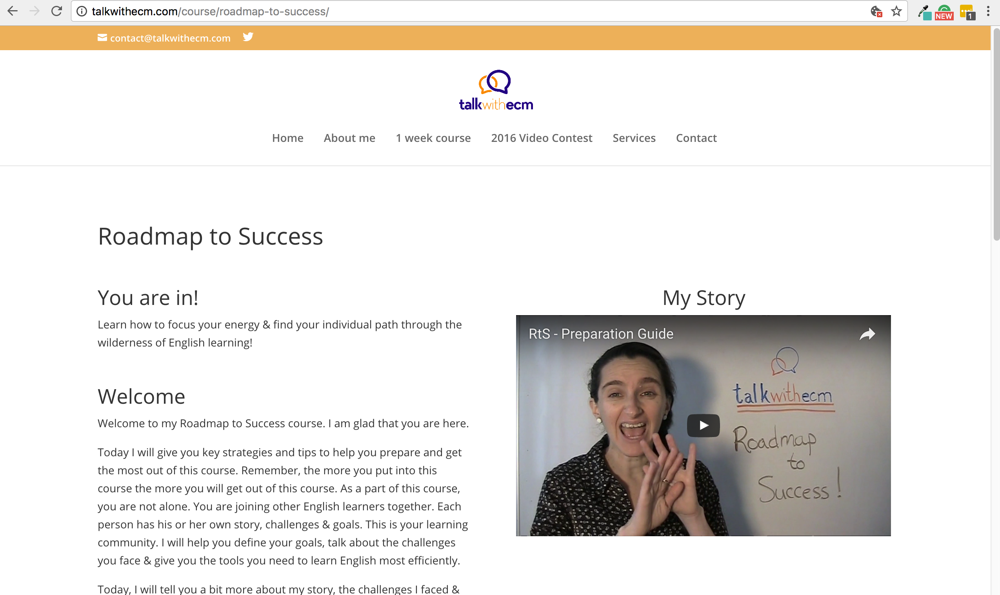 talkwithecm.com/course/roadmap-to-success/
NEW
1
contact@talkwithecm.com
talkwithecm
Home About me 1 week course 2016 Video Contest Services Contact
Roadmap to Success
You are in!
Learn how to focus your energy & find your individual path through the
wilderness of English learning!
Welcome
Welcome to my Roadmap to Success course. I am glad that you are here.
Today I will give you key strategies and tips to help you prepare and get
the most out of this course. Remember, the more you put into this
course the more you will get out of this course. As a part of this course,
you are not alone. You are joining other English learners together. Each
person has his or her own story, challenges & goals. This is your learning
community. I will help you define your goals, talk about the challenges
you face & give you the tools you need to learn English most efficiently.
Today, I will tell you a bit more about my story, the challenges I faced &
My Story
RtS - Preparation Guide
talkwithecm
Roadmap
to
Success!